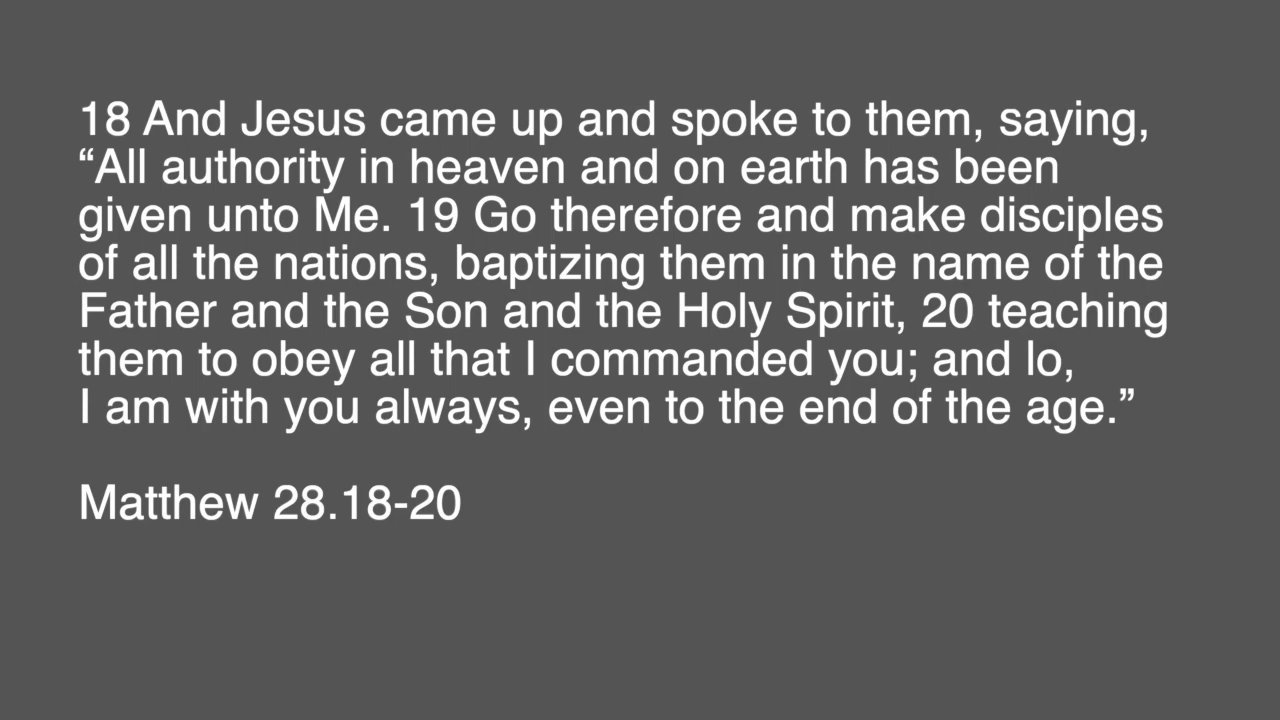 18 And Jesus came up and spoke to them, saying,
“All authority in heaven and on earth has been
given unto Me. 19 Go therefore and make disciples
of all the nations, baptizing them in the name of the
Father and the Son and the Holy Spirit, 20 teaching
them to obey all that I commanded you; and lo,
I am with you always, even to the end of the age.”
Matthew 28.18-20